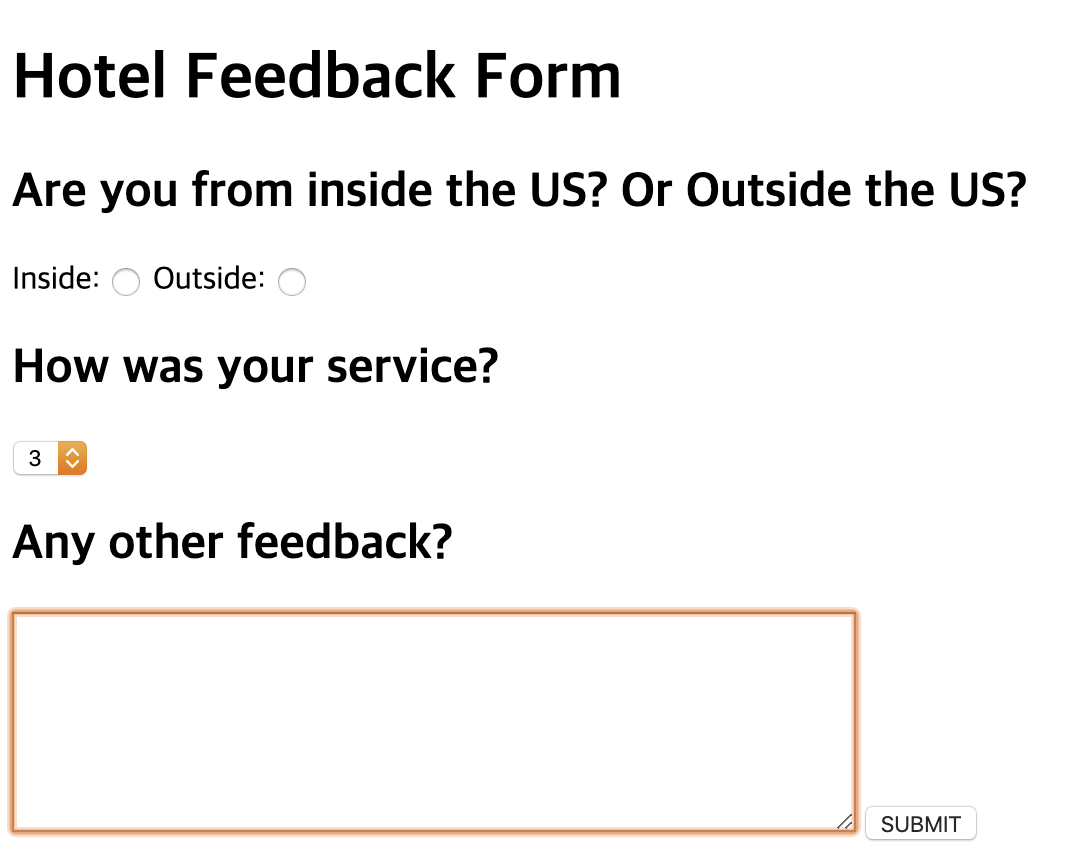 Hotel Feedback Form
Are you from inside the US? Or Outside the US?
Inside: Outside:
How was your service?
3
Any other feedback?
SUBMIT